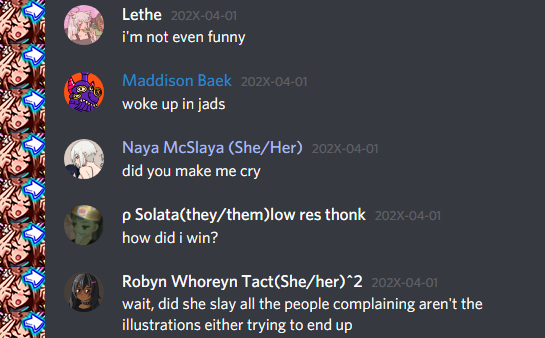 Lethe 202X-04-01
i'm not even funny
Maddison Baek 202X-04-01
woke up in jads
Naya McSlaya (She/Her) 202X-04-01
did you make me cry
ρ Solata(they/them)low res thonk 202X-04-01
how did i win?
Robyn Whoreyn Tact(She/her)^2 202X-04-01
wait, did she slay all the people complaining aren't the
illustrations either trying to end up